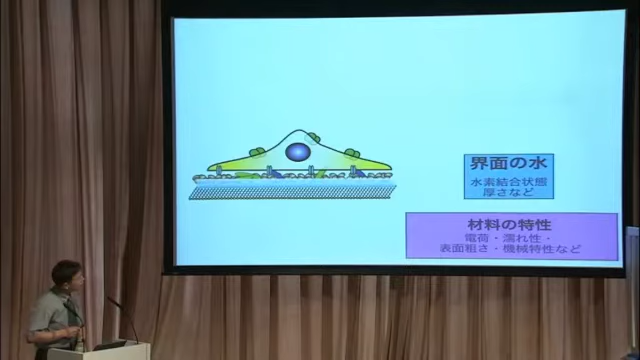 界面の水
水素結合状態
厚さなど
材料の特性
電荷・濡れ性・
表面粗さ・機械特性など